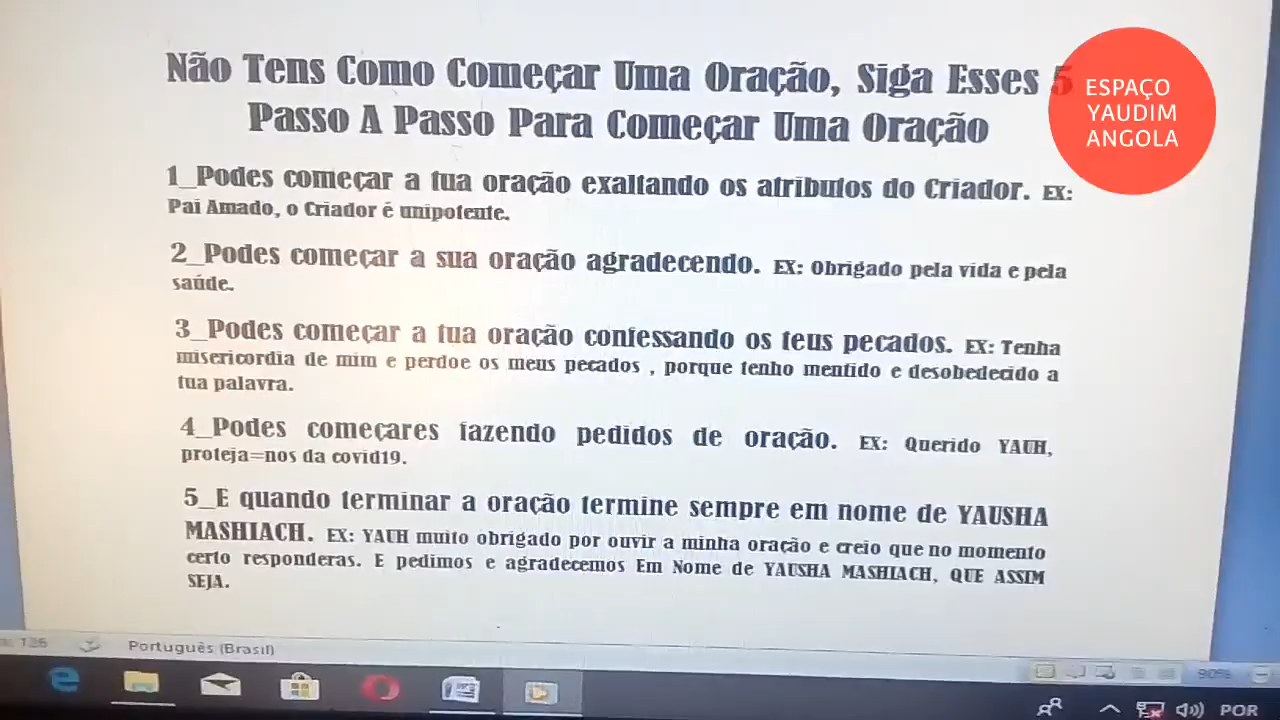 Não Tens Como Começar Uma Oração, Siga Esses 5
Passo A Passo Para Começar Uma Oração
ESPAÇO
YAUDIM
ANGOLA
1_Podes começar a tua oração exaltando os atributos do Criador. EX:
Pai Amado, o Criador é unipotente.
2_Podes começar a sua oração agradecendo. EX: Obrigado pela vida e pela
saúde.
3_Podes começar a tua oração confessando os teus pecados. EX: Tenha
misericordia de mim e perdoe os meus pecados , porque tenho mentido e desobedecido a
tua palavra.
4_Podes começares fazendo pedidos de oração. EX: Querido YAUH,
proteja=nos da covid19.
5_E quando terminar a oração termine sempre em nome de YAUSHA
MASHIACH. EX: YAUH muito obrigado por ouvir a minha oração e creio que no momento
certo responderas. E pedimos e agradecemos Em Nome de YAUSHA MASHIACH, QUE ASSIM
SEJA.
136 Português (Brasil) 90%
POR